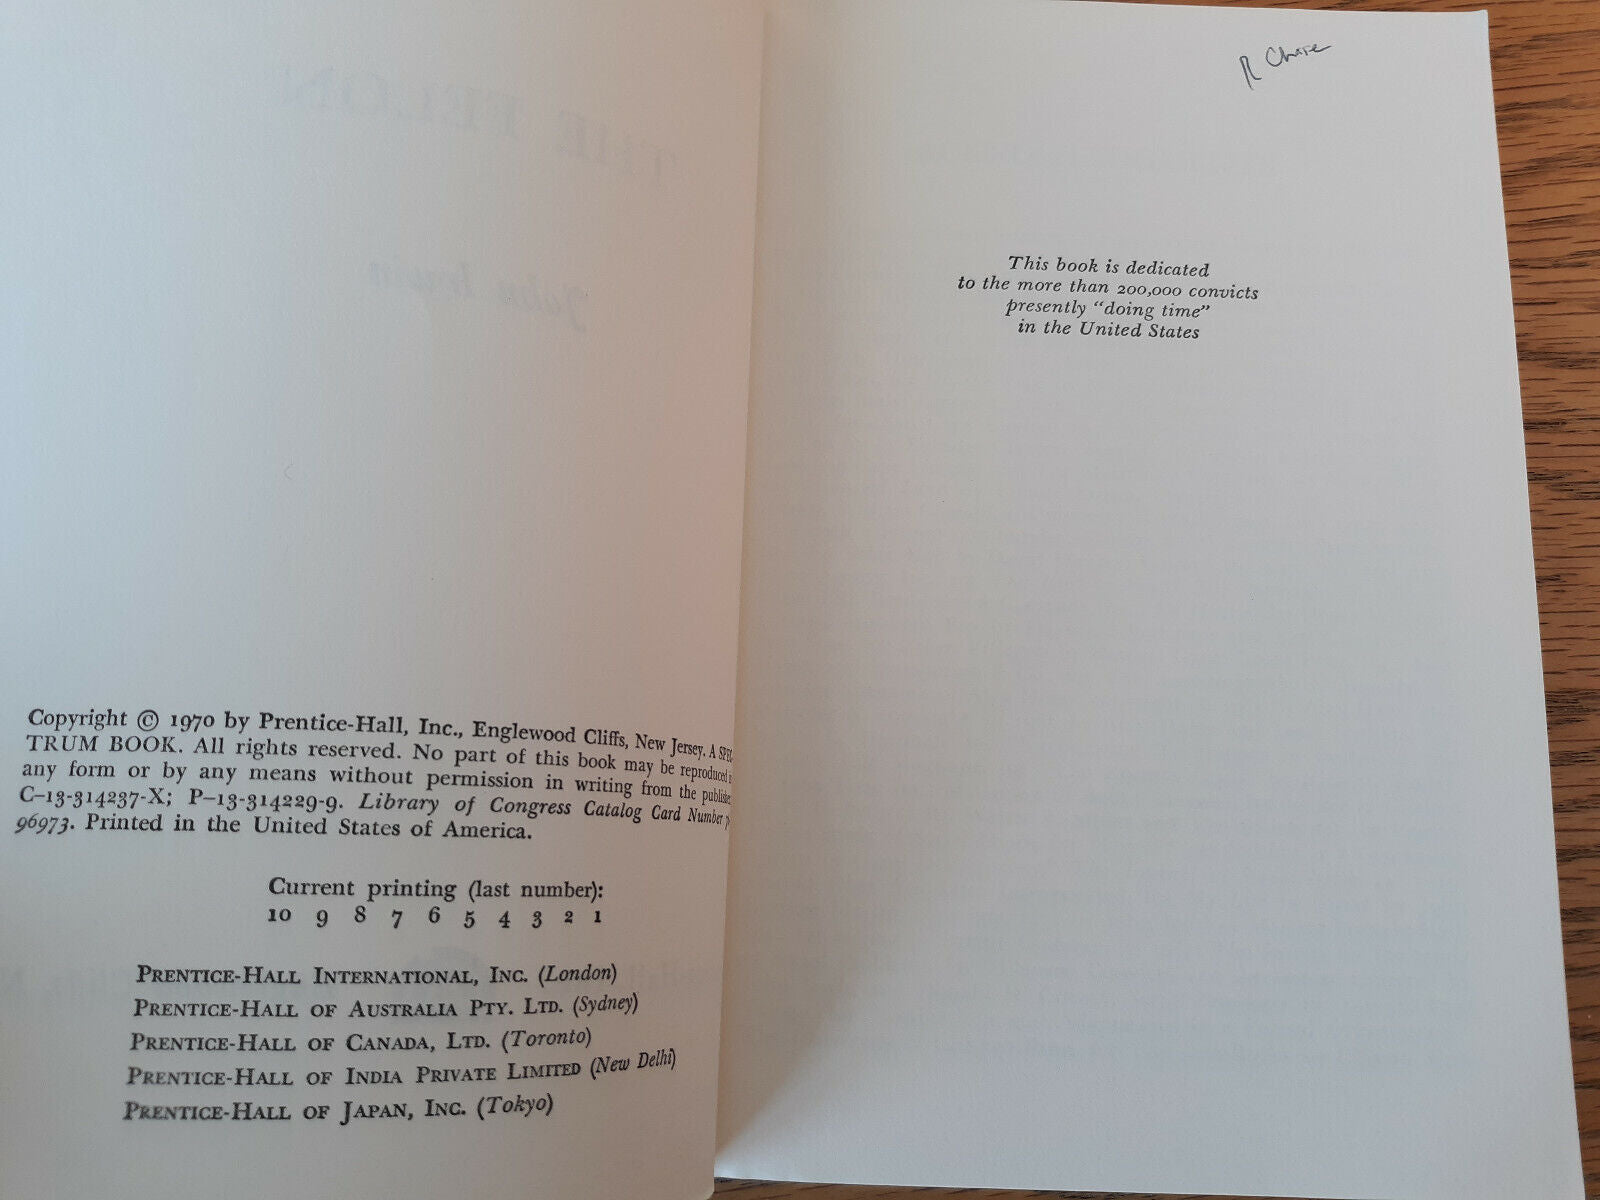 THE FELON
John Irwin
Copyright © 1970 by Prentice-Hall, Inc., Englewood Cliffs, New Jersey. A SPEC
TRUM BOOK. All rights reserved. No part of this book may be reproduced
any form or by any means without permission in writing from the publisher
C–13-314237-X; P–13-314229-9. Library of Congress Catalog Card Number
96973. Printed in the United States of America.
Current printing (last number):
10 9 8 7 6 5 4 3 2 1
PRENTICE-HALL INTERNATIONAL, INC. (London)
PRENTICE-HALL OF AUSTRALIA PTY. LTD. (Sydney)
PRENTICE-HALL OF CANADA, LTD. (Toronto)
PRENTICE-HALL OF INDIA PRIVATE LIMITED (New Delhi)
PRENTICE-HALL OF JAPAN, INC. (Tokyo)
R Chase
This book is dedicated
to the more than 200,000 convicts
presently “doing time”
in the United States